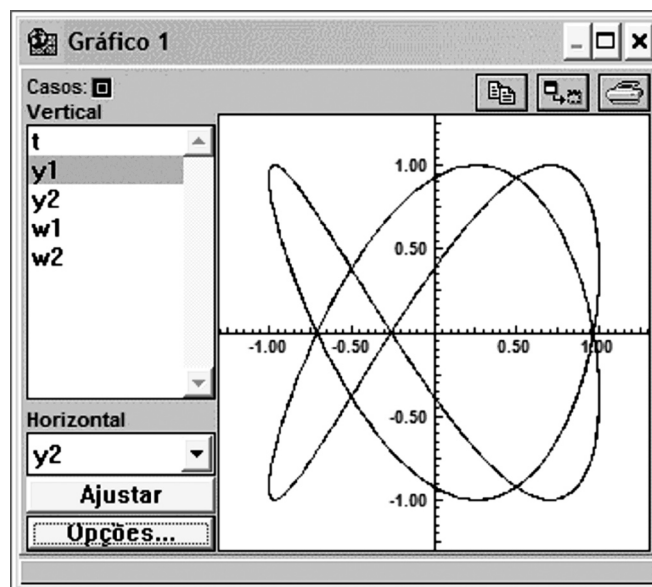 Gráfico 1
Casos:
Vertical
t
y1
y2
w1
w2
Horizontal
y2
Ajustar
Opções...
1.00
0.50
-1.00
-0.50
0.50
1.00
-0.50
-1.00